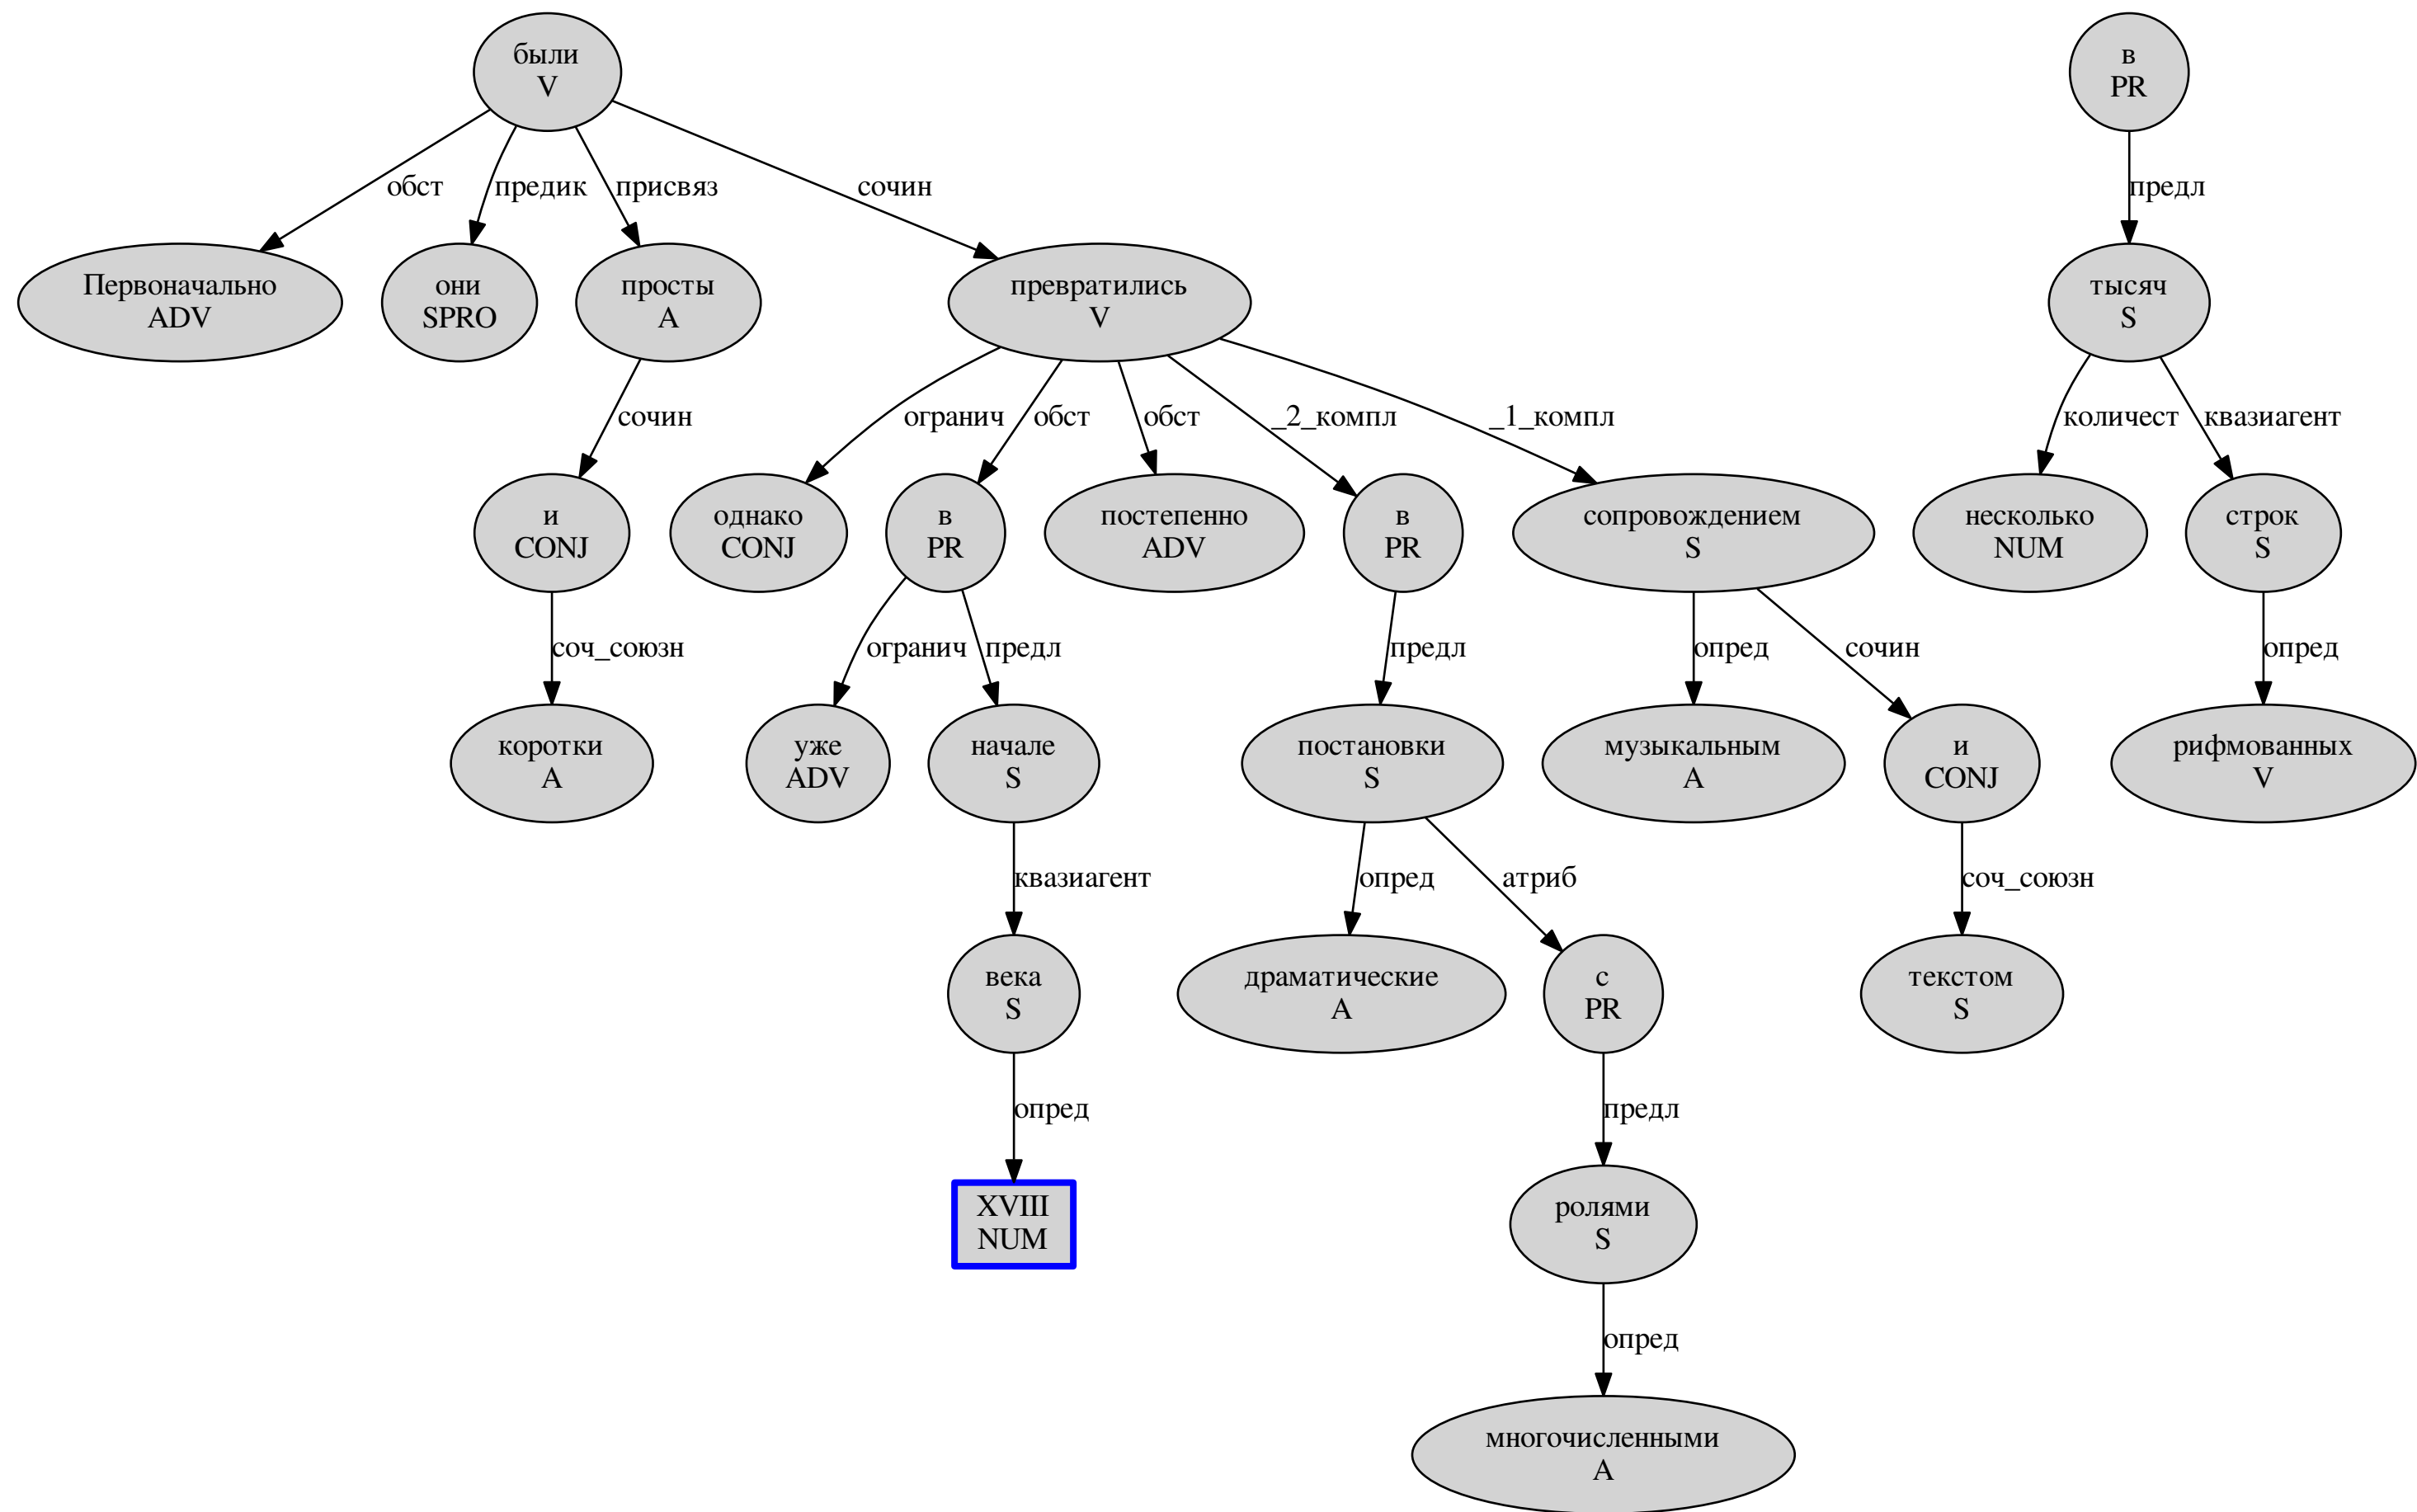 были
V
в
PR
обст
предик
присвяз
сочин
предл
Первоначально
ADV
они
SPRO
просты
A
превратились
V
тысяч
S
сочин
огранич
обст
обст
_2_компл
_1_компл
количест
квазиагент
и
CONJ
однако
CONJ
в
PR
постепенно
ADV
в
PR
сопровождением
S
несколько
NUM
строк
S
соч_союзн
огранич
предл
предл
опред
сочин
опред
коротки
A
уже
ADV
начале
S
постановки
S
музыкальным
A
и
CONJ
рифмованных
V
квазиагент
опред
атриб
соч_союзн
века
S
драматические
A
с
PR
текстом
S
опред
предл
XVIII
NUM
ролями
S
опред
многочисленными
A